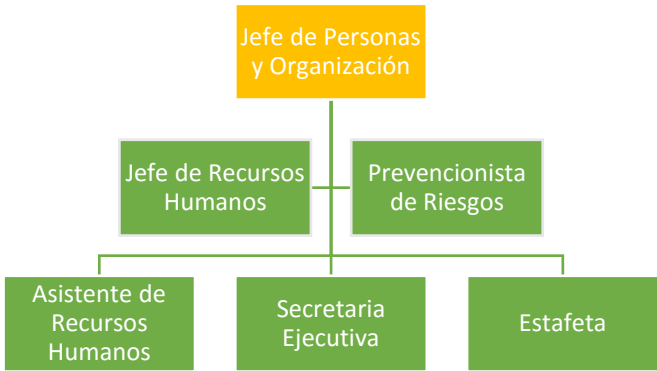 Jefe de Personas
y Organización
Jefe de Recursos
Humanos
Prevencionista
de Riesgos
Asistente de
Recursos
Humanos
Secretaria
Ejecutiva
Estafeta